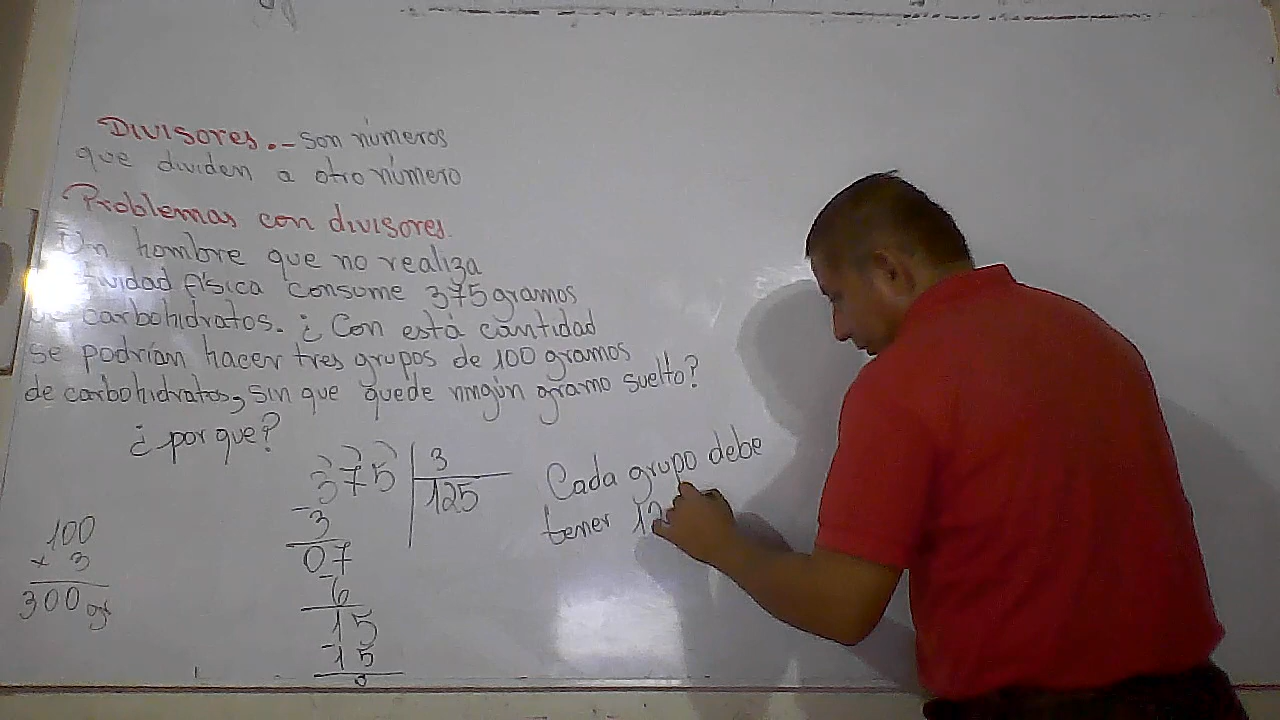 Divisores.- Son números
que dividen a otro número
Problemas con divisores.
Un hombre que no realiza
tividad física consume 375 gramos
de carbohidratos. ¿Con está cantidad
se podrían hacer tres grupos de 100 gramos
de carbohidratos, sin que quede ningún gramo suelto?
¿por que?
375 3
125
-3
07
-6
15
-15
0
100
x 3
300 gr
Cada grupo debe
tener 12